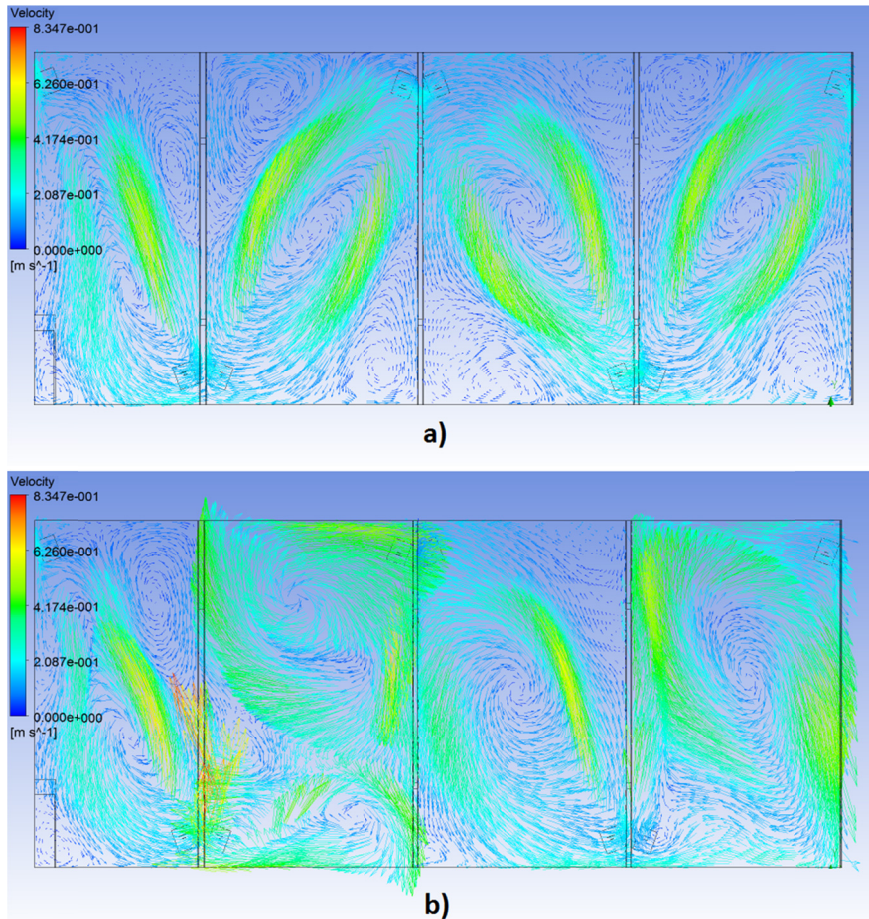 Velocity
8.347e-001
6.260e-001
4.174e-001
2.087e-001
0.000e+000
[m s^-1]
a)
Velocity
8.347e-001
6.260e-001
4.174e-001
2.087e-001
0.000e+000
[m s^-1]
b)